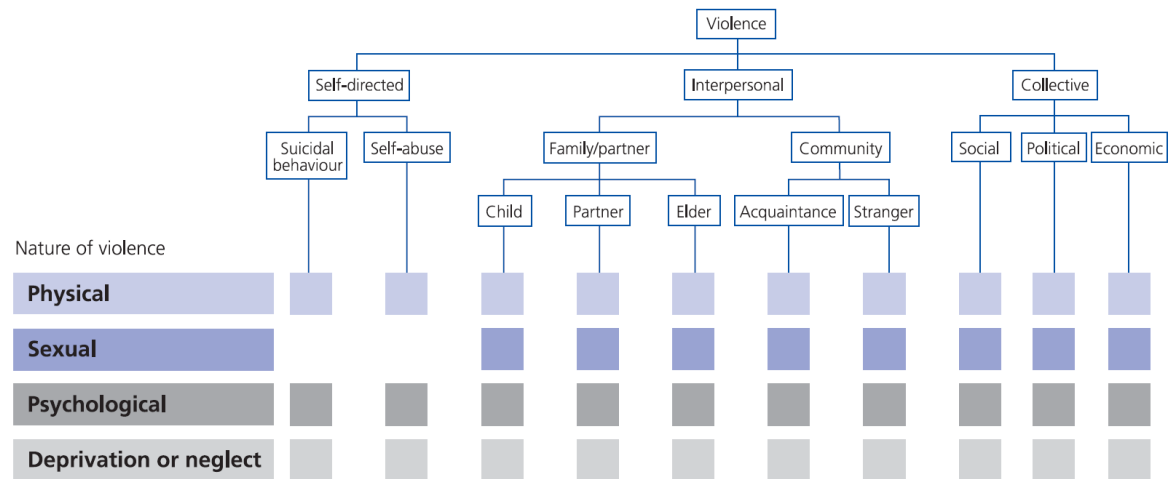 Violence
Self-directed
Interpersonal
Collective
Suicidal
behaviour
Self-abuse
Family/partner
Community
Social
Political
Economic
Child
Partner
Elder
Acquaintance
Stranger
Nature of violence
Physical
Sexual
Psychological
Deprivation or neglect